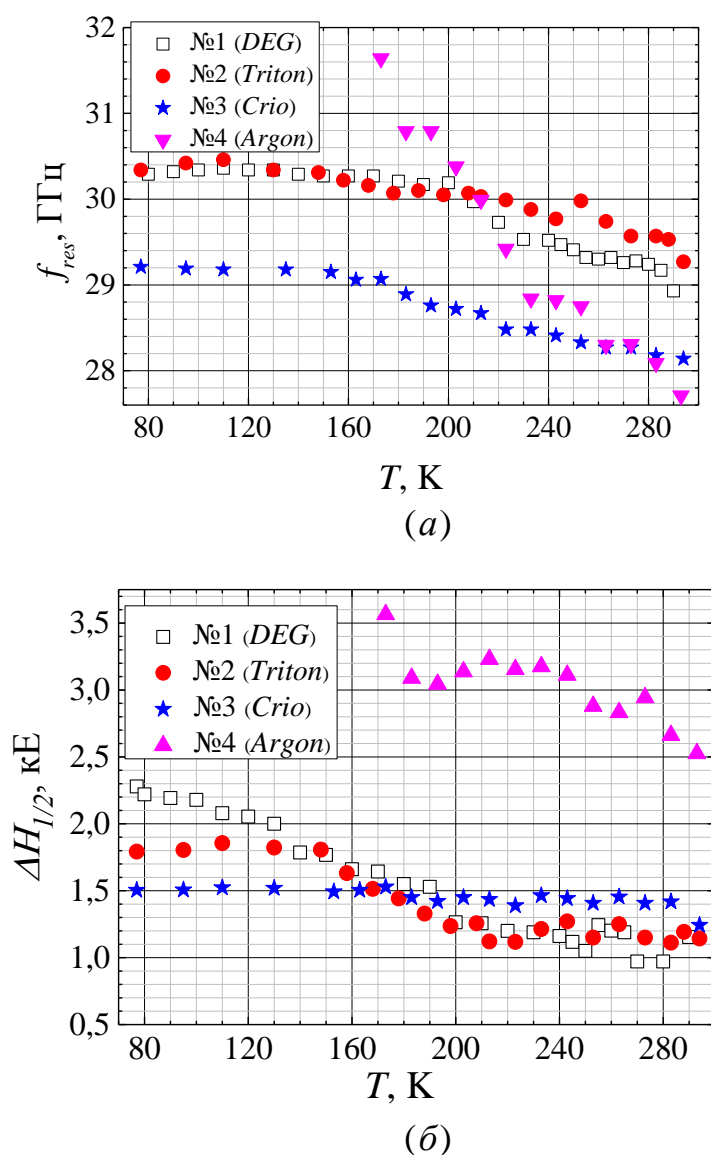 32
31
30
29
28
f_res, ГГц
№1 (DEG)
№2 (Triton)
№3 (Crio)
№4 (Argon)
80 120 160 200 240 280
T, K
(а)
3,5
3,0
2,5
2,0
1,5
1,0
0,5
ΔH_1/2, кЕ
№1 (DEG)
№2 (Triton)
№3 (Crio)
№4 (Argon)
80 120 160 200 240 280
T, K
(б)